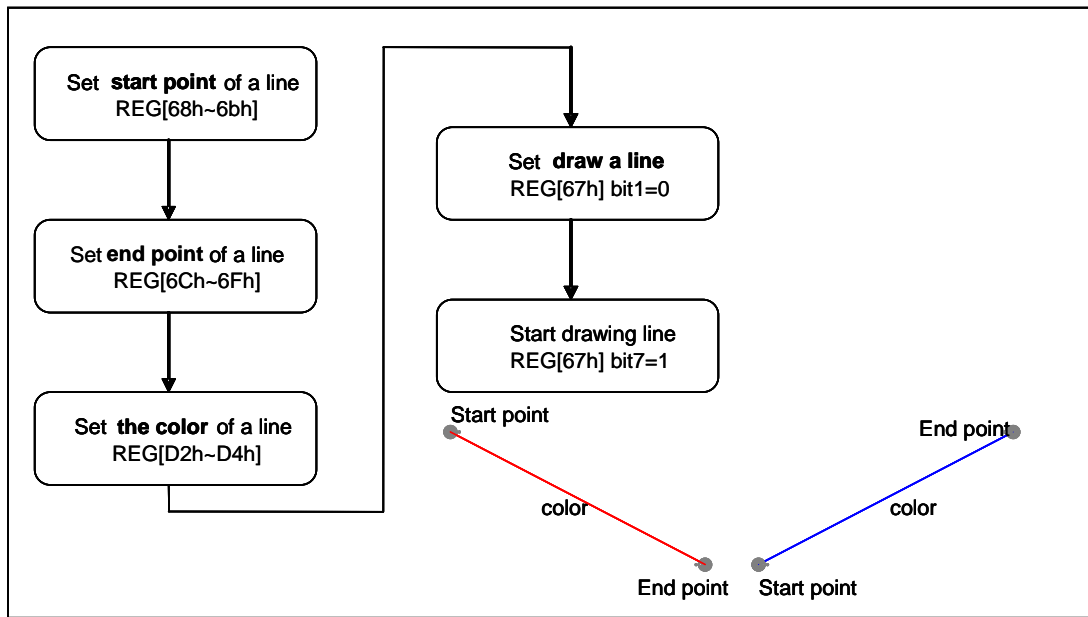 Set start point of a line
REG[68h~6bh]
Set end point of a line
REG[6Ch~6Fh]
Set the color of a line
REG[D2h~D4h]
Set draw a line
REG[67h] bit1=0
Start drawing line
REG[67h] bit7=1
Start point
color
End point
End point
color
Start point